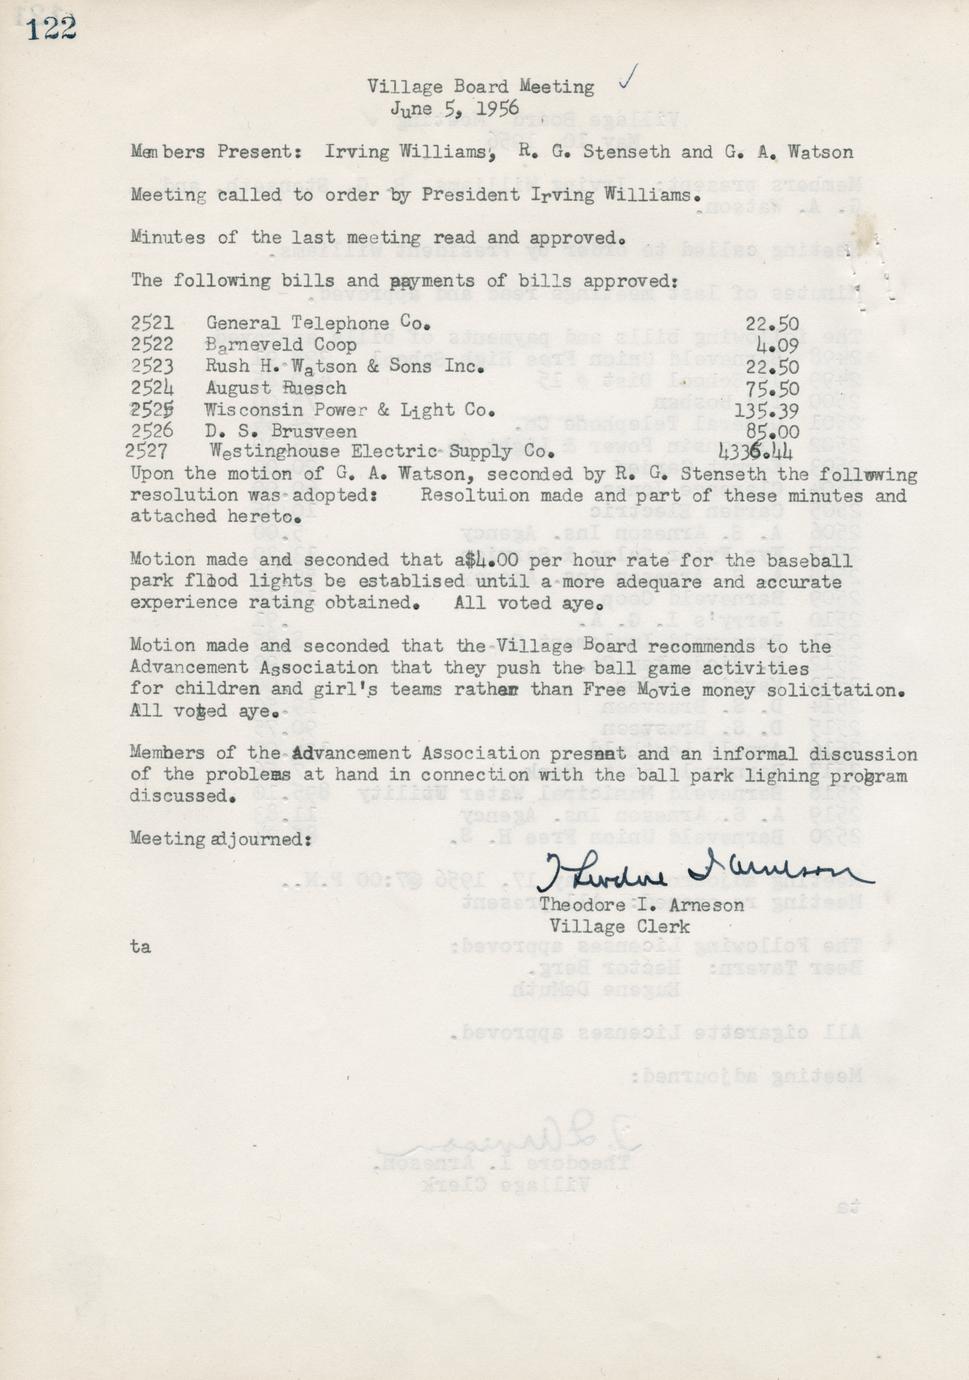 122
Village Board Meeting ✓
June 5, 1956
Members Present: Irving Williams, R. G. Stenseth and G. A. Watson
Meeting called to order by President Irving Williams.
Minutes of the last meeting read and approved.
The following bills and payments of bills approved:
2521 General Telephone Co. 22.50
2522 Barneveld Coop 4.09
2523 Rush H. Watson & Sons Inc. 22.50
2524 August Ruesch 75.50
2525 Wisconsin Power & Light Co. 135.39
2526 D. S. Brusveen 85.00
2527 Westinghouse Electric Supply Co. 4336.44
Upon the motion of G. A. Watson, seconded by R. G. Stenseth the following
resolution was adopted: Resoltuion made and part of these minutes and
attached hereto.
Motion made and seconded that a $4.00 per hour rate for the baseball
park flood lights be establised until a more adequare and accurate
experience rating obtained. All voted aye.
Motion made and seconded that the Village Board recommends to the
Advancement Association that they push the ball game activities
for children and girl's teams rather than Free Movie money solicitation.
All voted aye.
Members of the Advancement Association present and an informal discussion
of the problems at hand in connection with the ball park lighing program
discussed.
Meeting adjourned:
Theodore I Arneson
Theodore I. Arneson
Village Clerk
ta